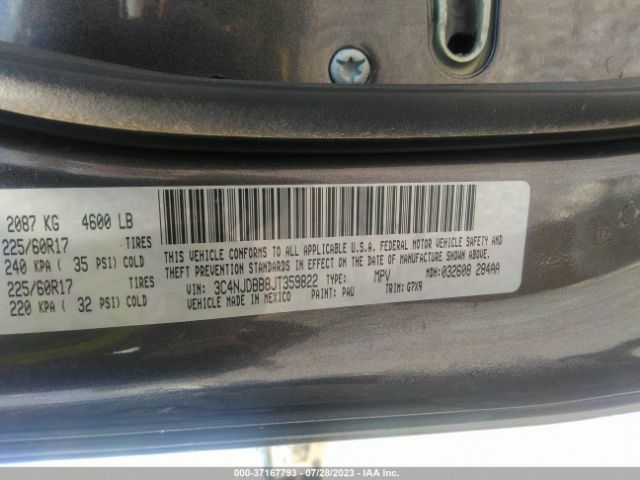 2087 KG 4600 LB
225/60R17 TIRES
240 KPA ( 35 PSI) COLD
225/60R17 TIRES
220 KPA ( 32 PSI) COLD
THIS VEHICLE CONFORMS TO ALL APPLICABLE U.S.A. FEDERAL MOTOR VEHICLE SAFETY AND
THEFT PREVENTION STANDARDS IN EFFECT ON THE DATE OF MANUFACTURE SHOWN ABOVE.
VIN: 3C4NJDBB8JT359822 TYPE: MPV MDH: 032608 284AA
VEHICLE MADE IN MEXICO PAINT: PAU TRIM: G7X9
000-37167793 - 07/28/2023 - IAA Inc.